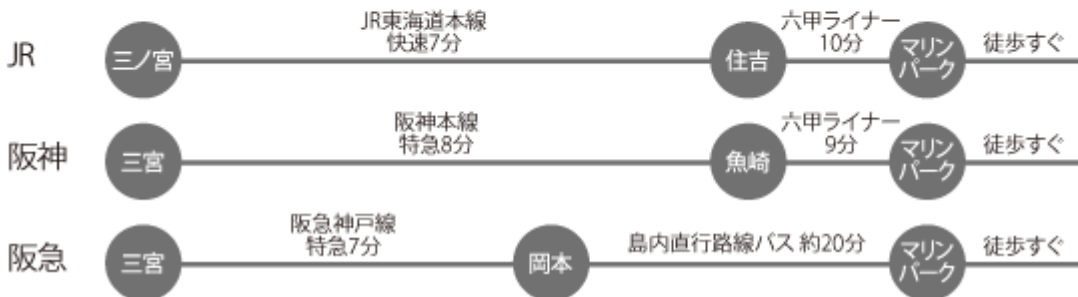 JR
三ノ宮
JR東海道本線
快速7分
住吉
六甲ライナー
10分
マリン
パーク
徒歩すぐ
阪神
三宮
阪神本線
特急8分
魚崎
六甲ライナー
9分
マリン
パーク
徒歩すぐ
阪急
三宮
阪急神戸線
特急7分
岡本
島内直行路線バス 約20分
マリン
パーク
徒歩すぐ